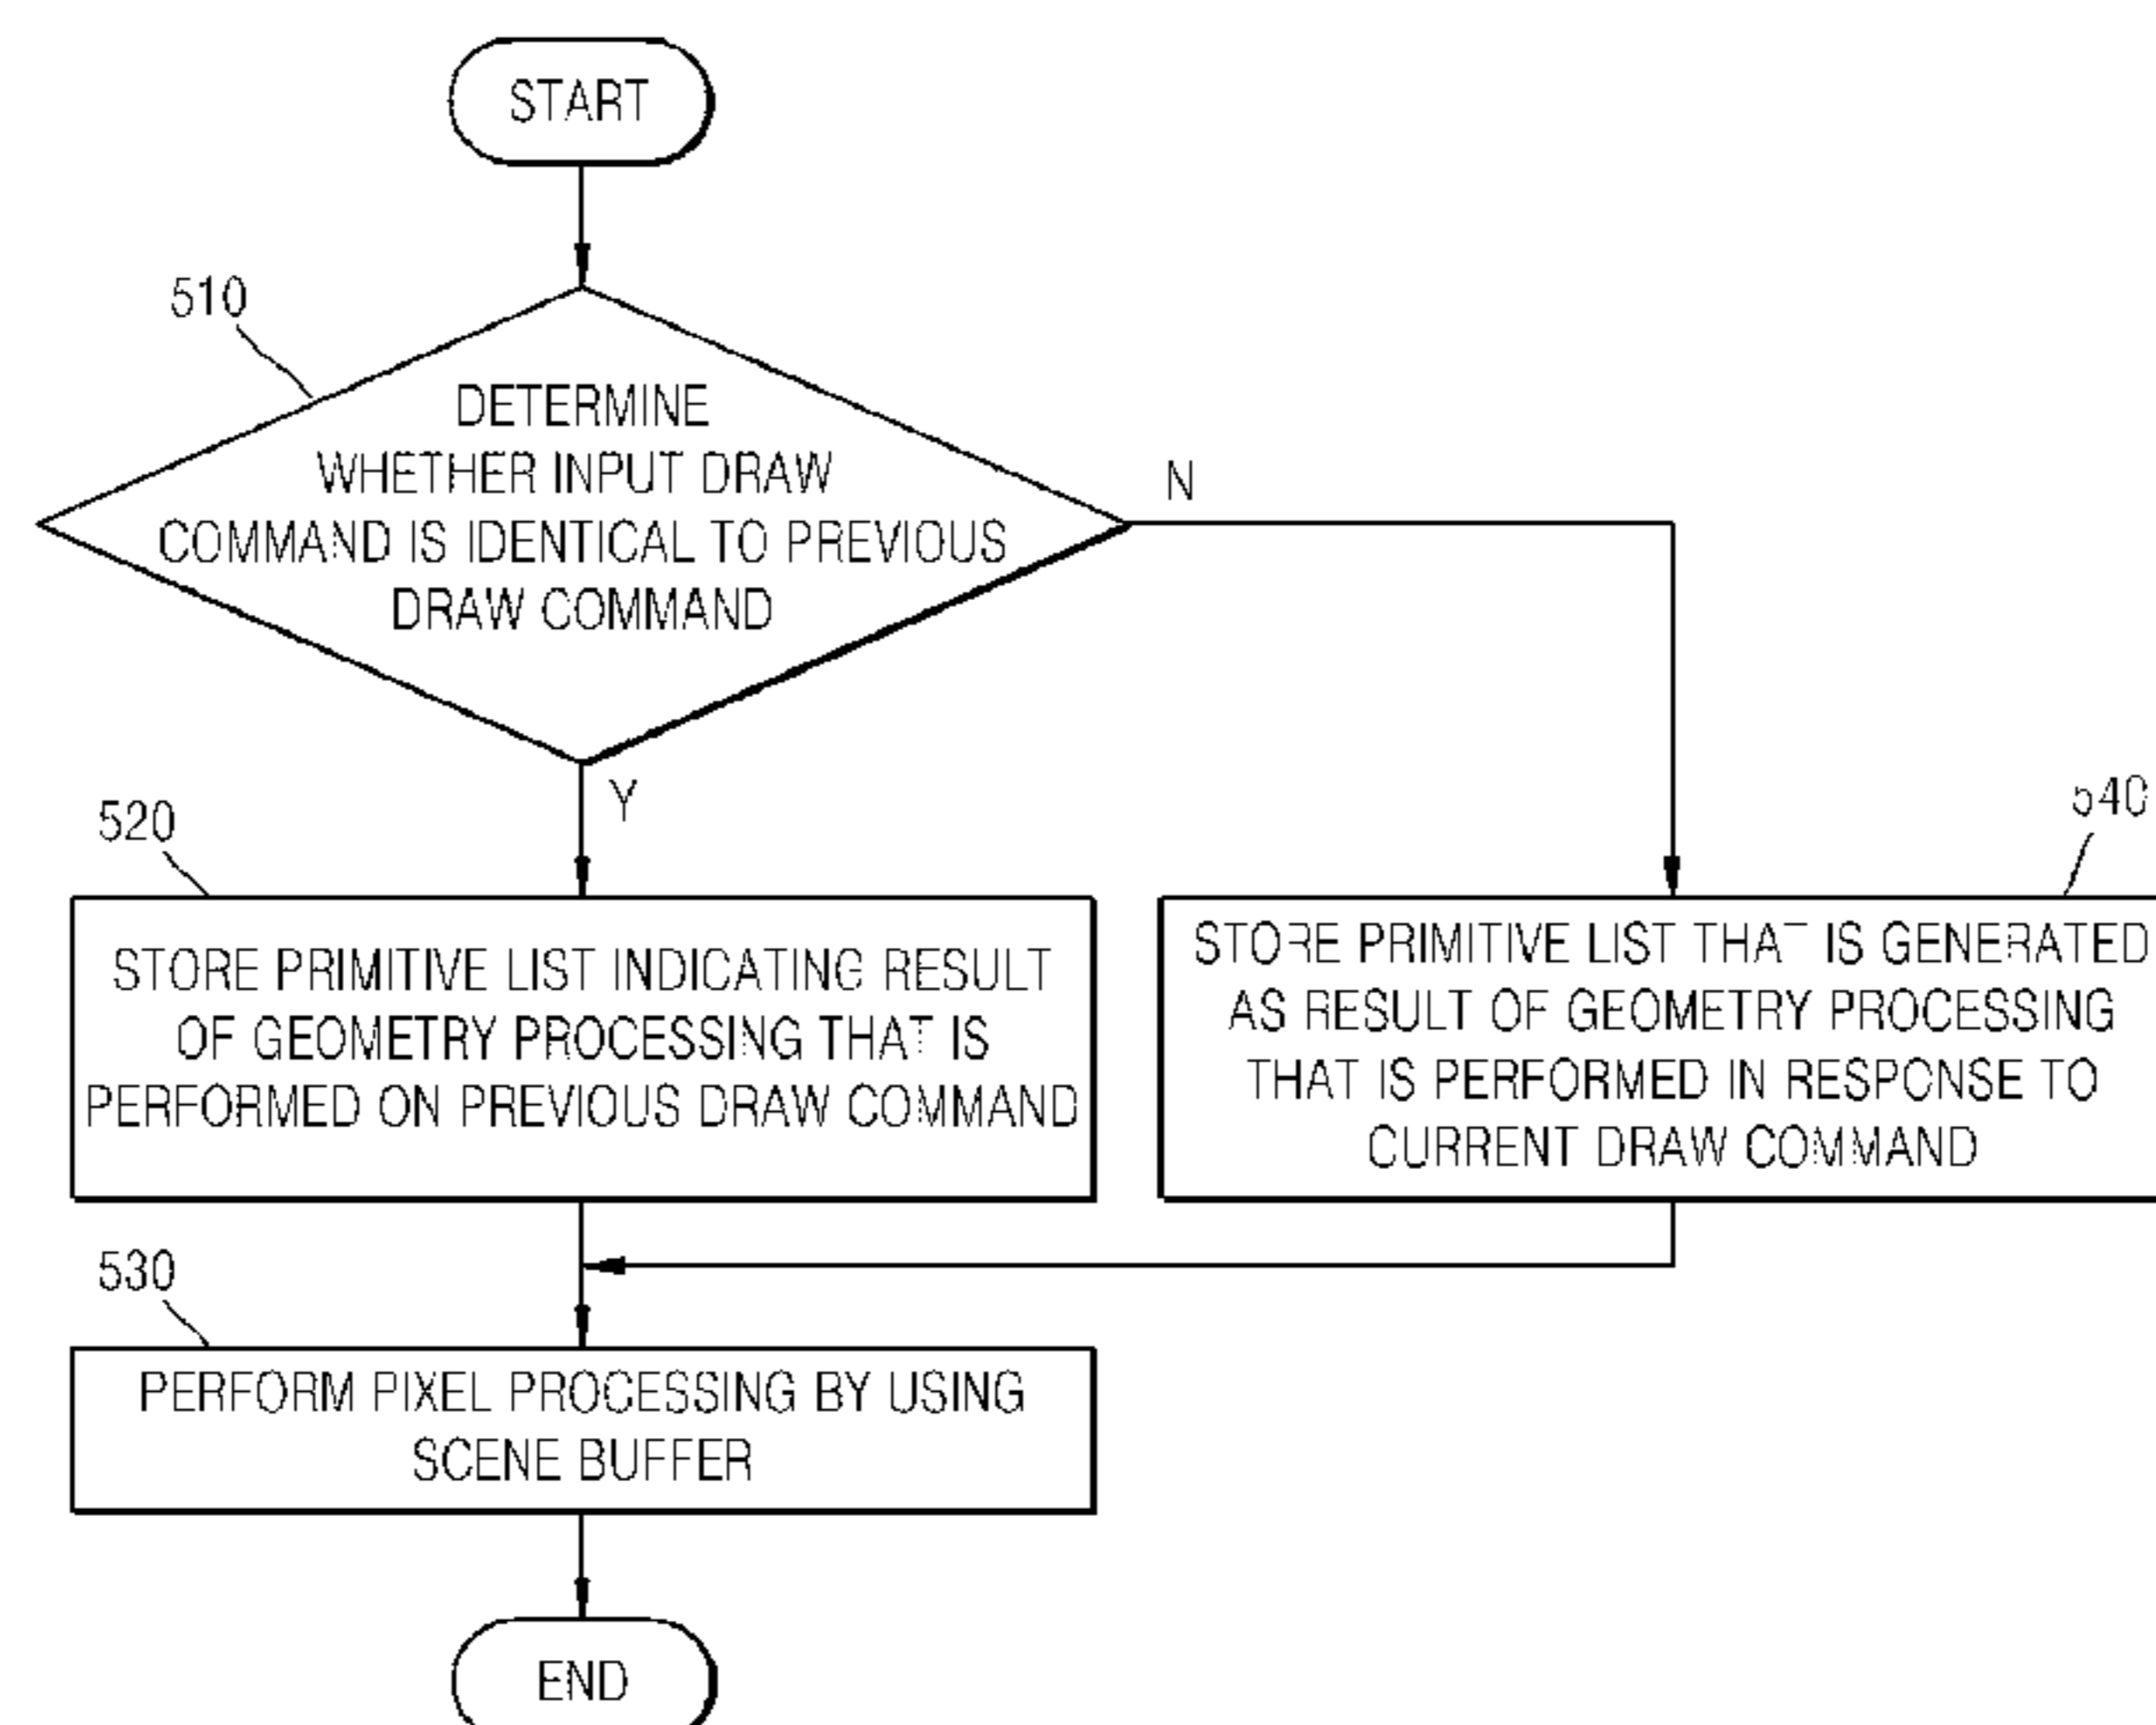 START
510
DETERMINE
WHETHER INPUT DRAW
COMMAND IS IDENTICAL TO PREVIOUS
DRAW COMMAND
N
Y
520
STORE PRIMITIVE LIST INDICATING RESULT
OF GEOMETRY PROCESSING THAT IS
PERFORMED ON PREVIOUS DRAW COMMAND
540
STORE PRIMITIVE LIST THAT IS GENERATED
AS RESULT OF GEOMETRY PROCESSING
THAT IS PERFORMED IN RESPONSE TO
CURRENT DRAW COMMAND
530
PERFORM PIXEL PROCESSING BY USING
SCENE BUFFER
END